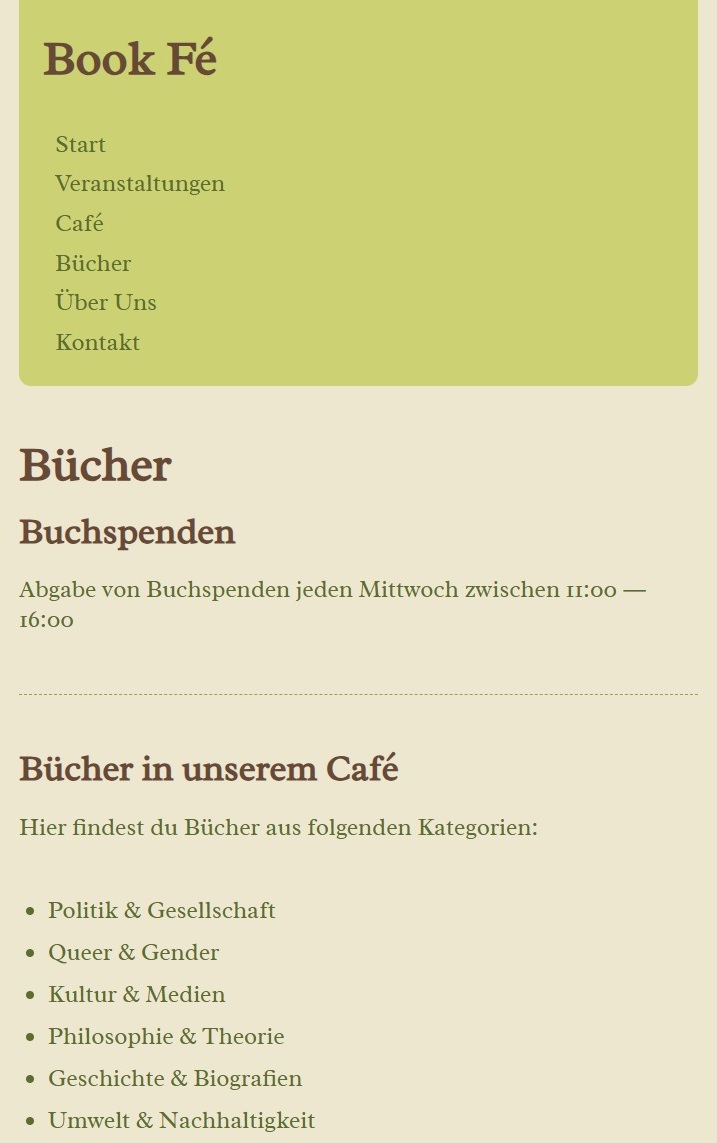 Book Fé
Start
Veranstaltungen
Café
Bücher
Über Uns
Kontakt
Bücher
Buchspenden
Abgabe von Buchspenden jeden Mittwoch zwischen 11:00 —
16:00
Bücher in unserem Café
Hier findest du Bücher aus folgenden Kategorien:
• Politik & Gesellschaft
• Queer & Gender
• Kultur & Medien
• Philosophie & Theorie
• Geschichte & Biografien
• Umwelt & Nachhaltigkeit